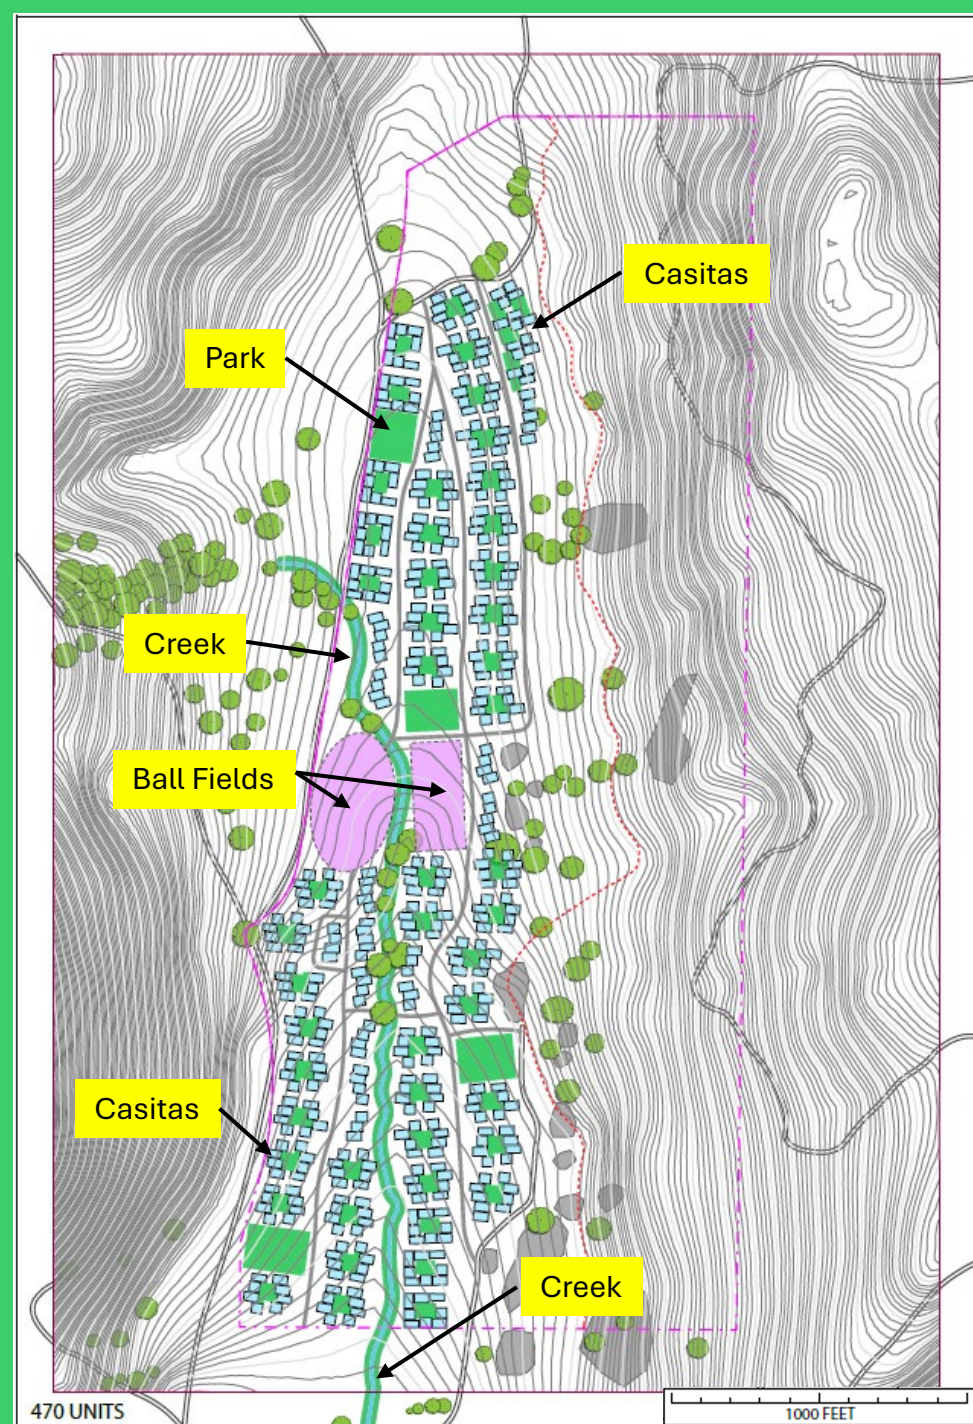 Casitas
Park
Creek
Ball Fields
Casitas
Creek
470 UNITS
1000 FEET